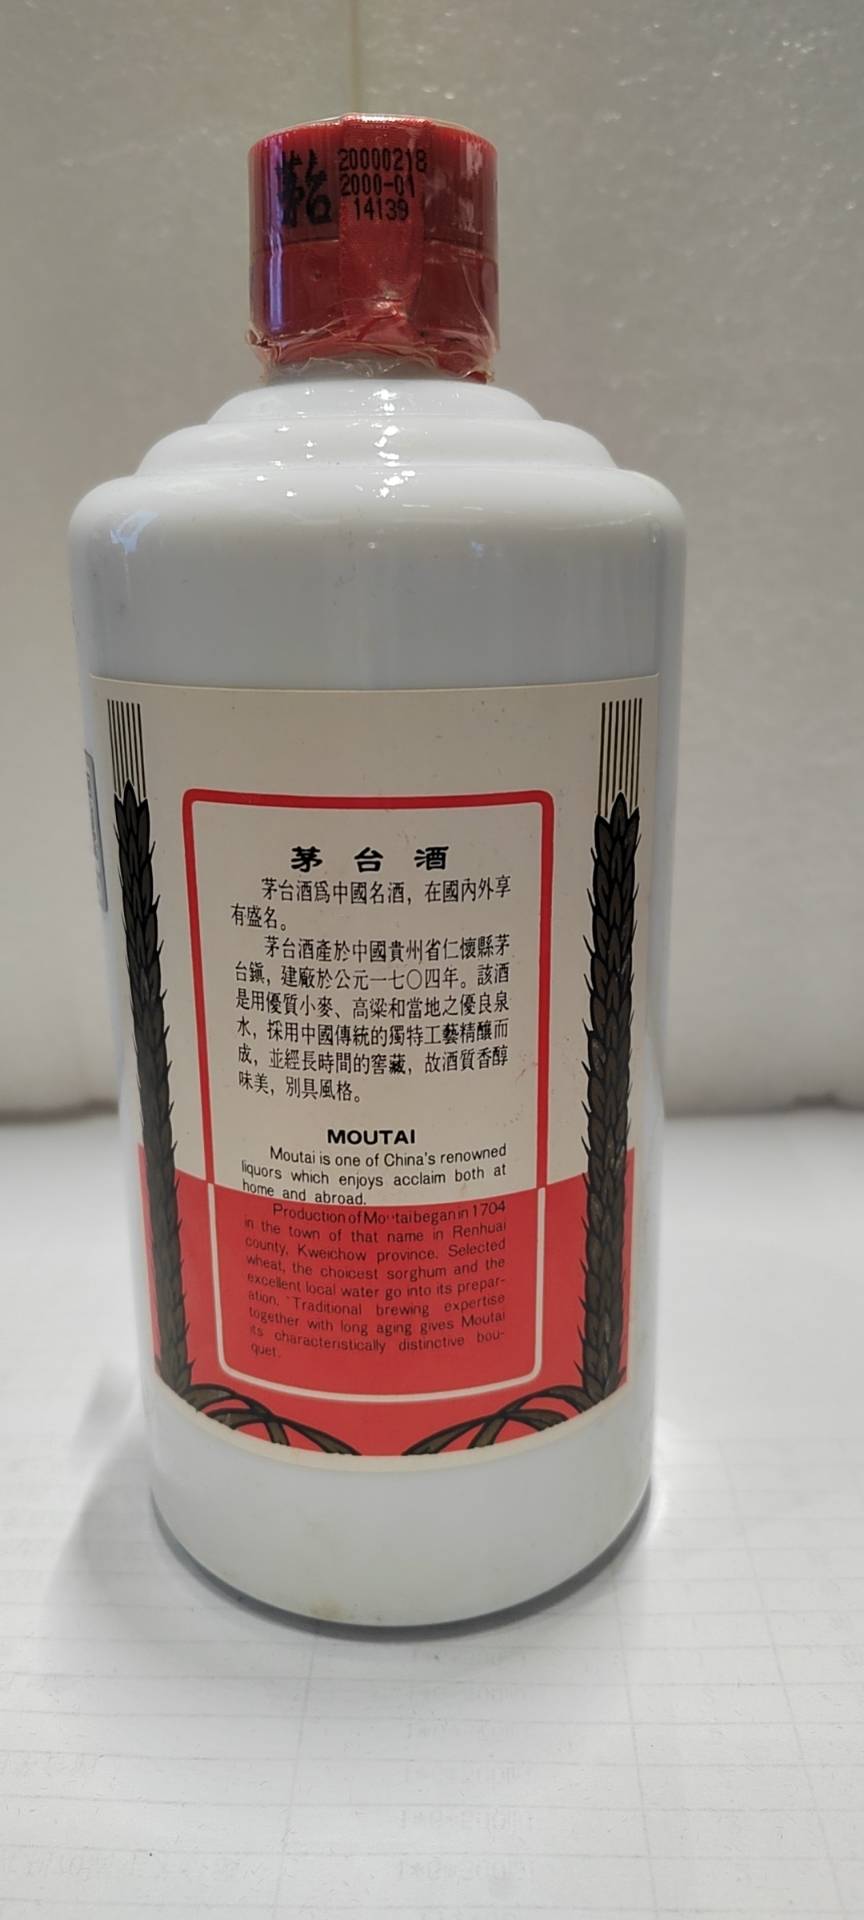 茅台
20000218
2000-01
14139
茅台酒
茅台酒爲中國名酒，在國內外享
有盛名。
茅台酒產於中國貴州省仁懷縣茅
台鎮，建廠於公元一七〇四年。該酒
是用優質小麥、高粱和當地之優良泉
水，採用中國傳統的獨特工藝精釀而
成，並經長時間的窖藏，故酒質香醇
味美，別具風格。
MOUTAI
Moutai is one of China's renowned
liquors which enjoys acclaim both at
home and abroad.
Production of Moutai began in 1704
in the town of that name in Renhuai
county, Kweichow province. Selected
wheat, the choicest sorghum and the
excellent local water go into its prepar-
ation. Traditional brewing expertise
together with long aging gives Moutai
its characteristically distinctive bou-
quet.